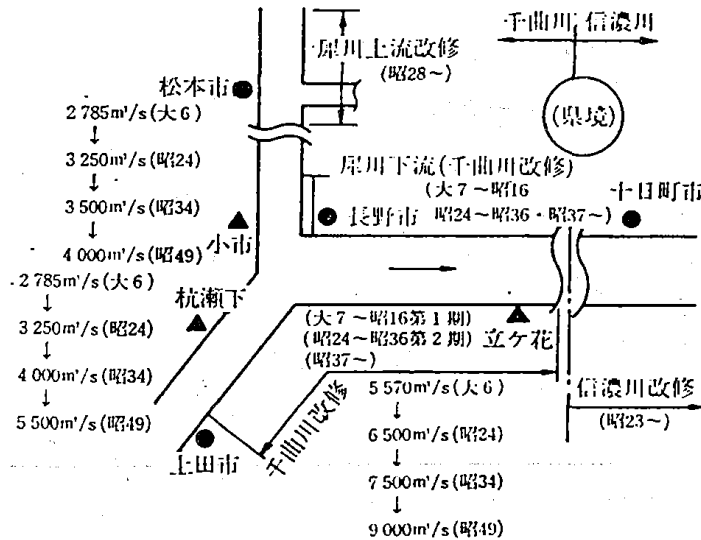 千曲川 信濃川
犀川上流改修
(昭28～)
松本市
(県境)
2 785m³/s(大6)
↓
3 250m³/s(昭24)
↓
3 500m³/s(昭34)
↓
4 000m³/s(昭49)
小市
犀川下流(千曲川改修)
(大7～昭16
昭24～昭36・昭37～)
長野市
十日町市
2 785m³/s(大6)
↓
3 250m³/s(昭24)
↓
4 000m³/s(昭34)
↓
5 500m³/s(昭49)
杭瀬下
(大7～昭16第1期)
(昭24～昭36第2期)
(昭37～)
立ケ花
千曲川改修
上田市
5 570m³/s(大6)
↓
6 500m³/s(昭24)
↓
7 500m³/s(昭34)
↓
9 000m³/s(昭49)
信濃川改修
(昭23～)